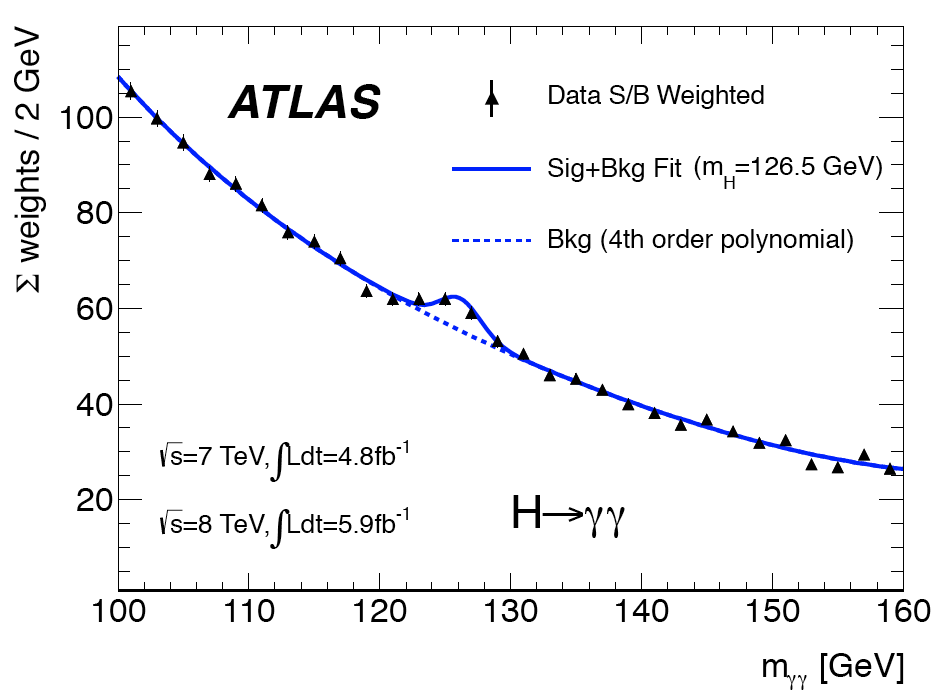 Σ weights / 2 GeV
ATLAS
Data S/B Weighted
Sig+Bkg Fit (m_H=126.5 GeV)
Bkg (4th order polynomial)
100
80
60
40
20
√s=7 TeV,∫Ldt=4.8fb⁻¹
√s=8 TeV,∫Ldt=5.9fb⁻¹
H→γγ
100 110 120 130 140 150 160
m_γγ [GeV]